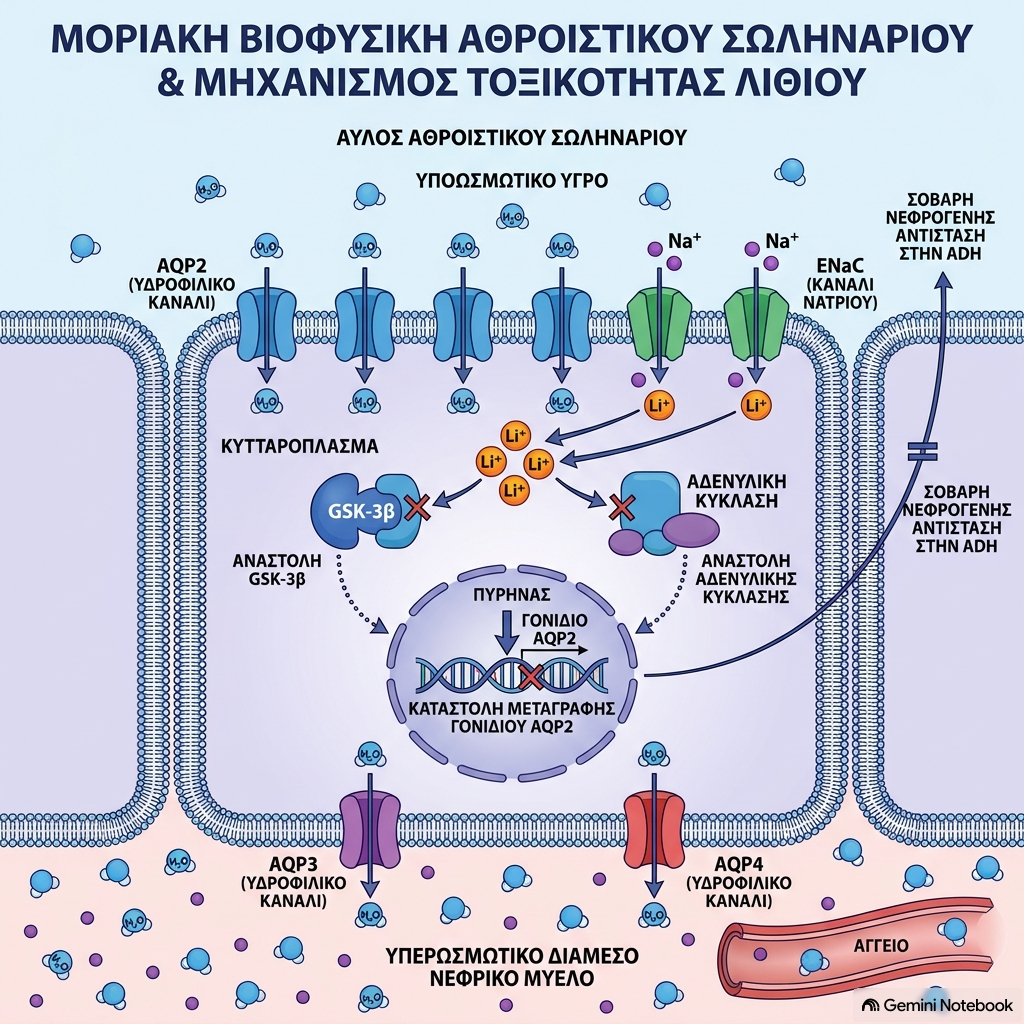 ΜΟΡΙΑΚΗ ΒΙΟΦΥΣΙΚΗ ΑΘΡΟΙΣΤΙΚΟΥ ΣΩΛΗΝΑΡΙΟΥ
& ΜΗΧΑΝΙΣΜΟΣ ΤΟΞΙΚΟΤΗΤΑΣ ΛΙΘΙΟΥ
ΑΥΛΟΣ ΑΘΡΟΙΣΤΙΚΟΥ ΣΩΛΗΝΑΡΙΟΥ
ΥΠΟΩΣΜΩΤΙΚΟ ΥΓΡΟ
ΣΟΒΑΡΗ
ΝΕΦΡΟΓΕΝΗΣ
ΑΝΤΙΣΤΑΣΗ
ΣΤΗΝ ADH
AQP2
(ΥΔΡΟΦΙΛΙΚΟ
ΚΑΝΑΛΙ)
Na⁺
Na⁺
ENaC
(ΚΑΝΑΛΙ
ΝΑΤΡΙΟΥ)
Li⁺
Li⁺
Li⁺
Li⁺
Li⁺
Li⁺
ΚΥΤΤΑΡΟΠΛΑΣΜΑ
GSK-3β
ΑΝΑΣΤΟΛΗ
GSK-3β
ΑΔΕΝΥΛΙΚΗ
ΚΥΚΛΑΣΗ
ΑΝΑΣΤΟΛΗ
ΑΔΕΝΥΛΙΚΗΣ
ΚΥΚΛΑΣΗΣ
ΣΟΒΑΡΗ
ΝΕΦΡΟΓΕΝΗΣ
ΑΝΤΙΣΤΑΣΗ
ΣΤΗΝ ADH
ΠΥΡΗΝΑΣ
ΓΟΝΙΔΙΟ
AQP2
ΚΑΤΑΣΤΟΛΗ ΜΕΤΑΓΡΑΦΗΣ
ΓΟΝΙΔΙΟΥ AQP2
AQP3
(ΥΔΡΟΦΙΛΙΚΟ
ΚΑΝΑΛΙ)
AQP4
(ΥΔΡΟΦΙΛΙΚΟ
ΚΑΝΑΛΙ)
ΥΠΕΡΩΣΜΩΤΙΚΟ ΔΙΑΜΕΣΟ
ΝΕΦΡΙΚΟ ΜΥΕΛΟ
ΑΓΓΕΙΟ
Gemini Notebook